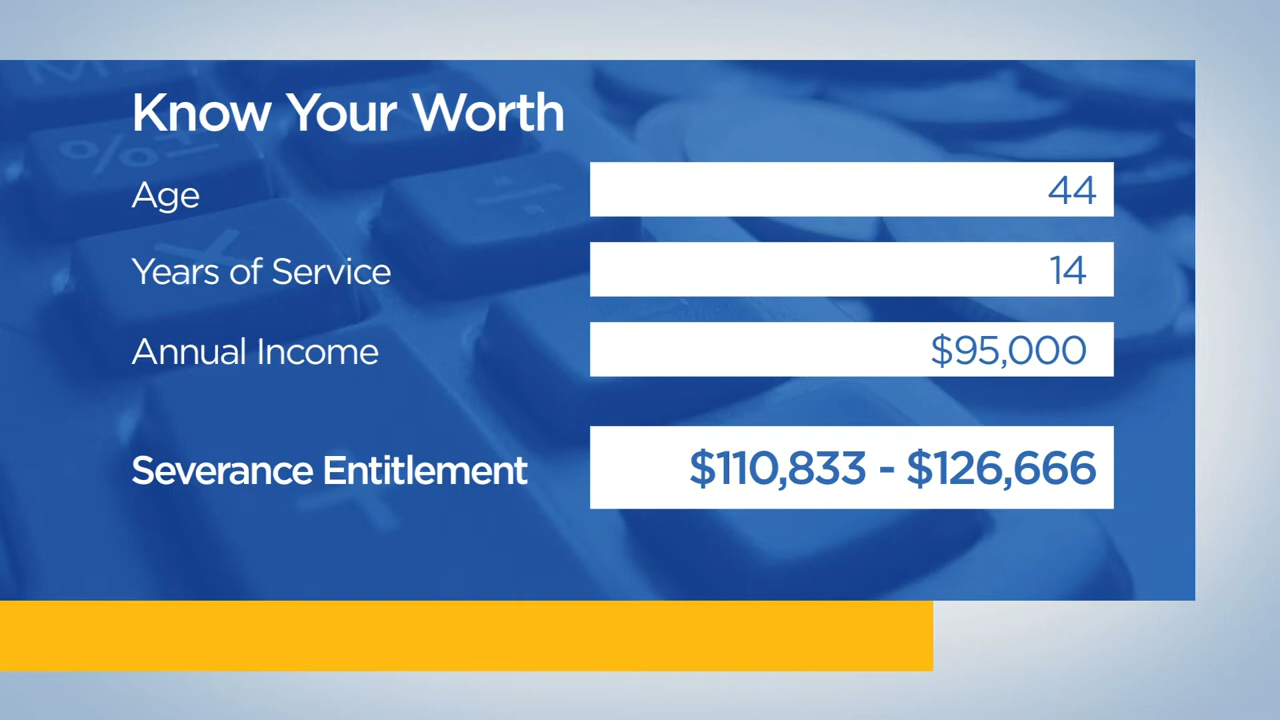 Know Your Worth
Age 44
Years of Service 14
Annual Income $95,000
Severance Entitlement $110,833 - $126,666